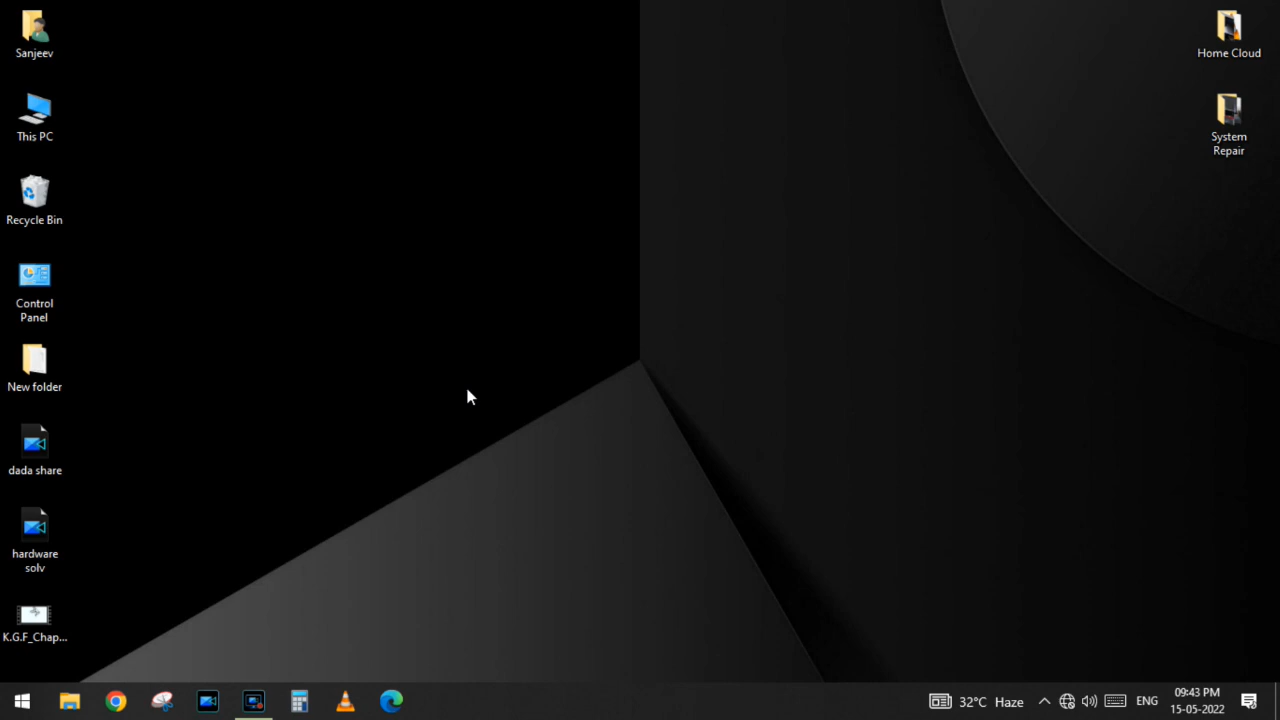 Sanjeev
This PC
Recycle Bin
Control
Panel
New folder
dada share
hardware
solv
K.G.F_Chap...
Home Cloud
System
Repair
32°C Haze
ENG
09:43 PM
15-05-2022